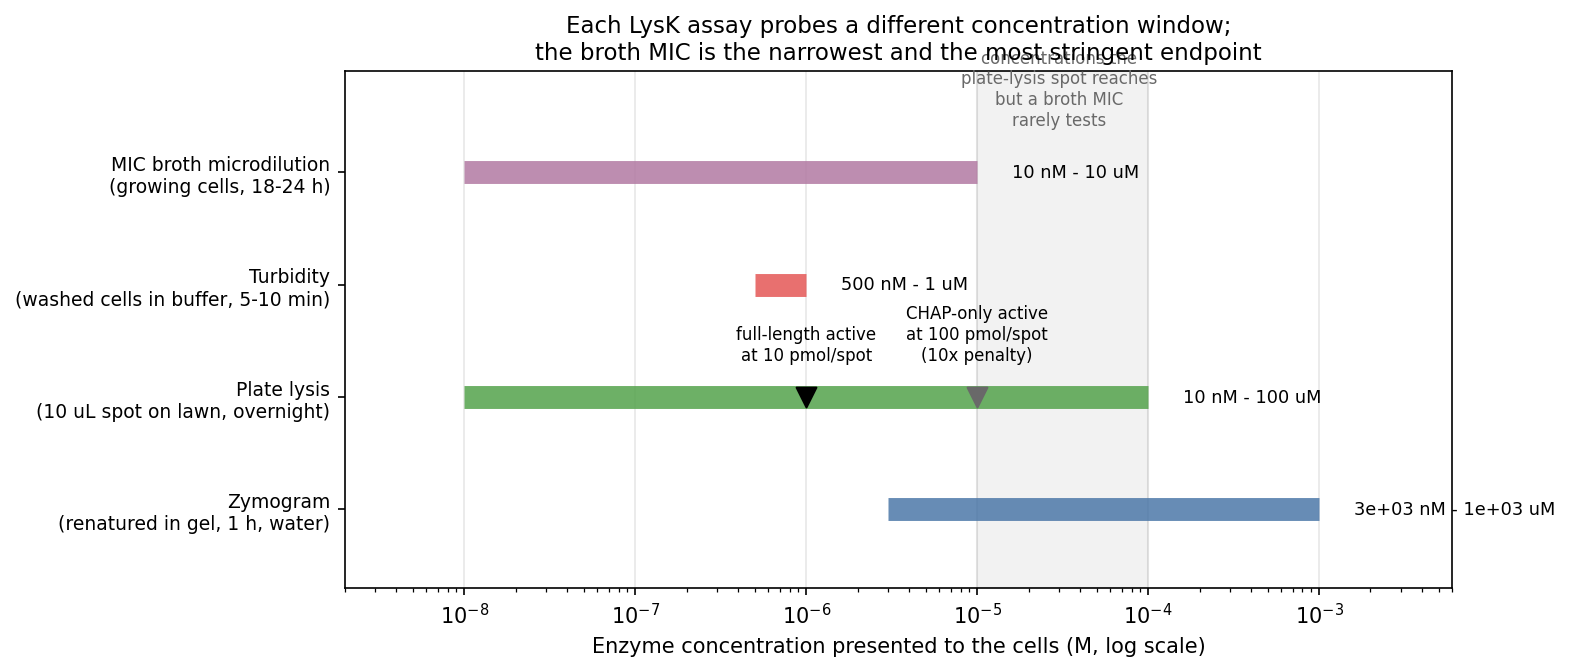 Each LysK assay probes a different concentration window;
the broth MIC is the narrowest and the most stringent endpoint
concentrations the
plate-lysis spot reaches
but a broth MIC
rarely tests
MIC broth microdilution
(growing cells, 18-24 h)
10 nM - 10 uM
Turbidity
(washed cells in buffer, 5-10 min)
500 nM - 1 uM
full-length active
at 10 pmol/spot
CHAP-only active
at 100 pmol/spot
(10x penalty)
Plate lysis
(10 uL spot on lawn, overnight)
10 nM - 100 uM
Zymogram
(renatured in gel, 1 h, water)
3e+03 nM - 1e+03 uM
10⁻⁸ 10⁻⁷ 10⁻⁶ 10⁻⁵ 10⁻⁴ 10⁻³
Enzyme concentration presented to the cells (M, log scale)